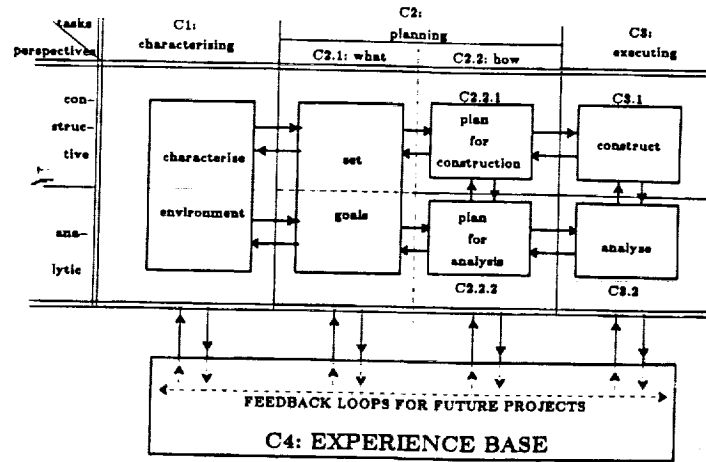 tasks
perspectives
C1:
characterising
C2:
planning
C2.1: what
C2.2: how
C3:
executing
con-
struc-
tive
ana-
lytic
characterise
environment
set
goals
C2.2.1
plan
for
construction
plan
for
analysis
C2.2.2
C3.1
construct
analyse
C3.2
FEEDBACK LOOPS FOR FUTURE PROJECTS
C4: EXPERIENCE BASE